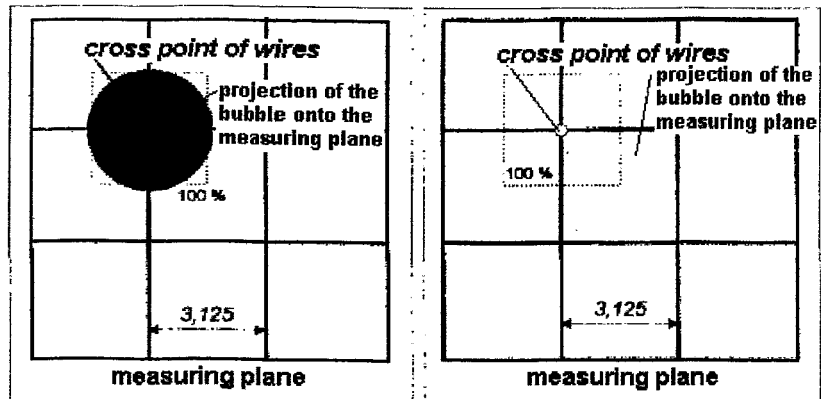 cross point of wires
projection of the
bubble onto the
measuring plane
100 %
3,125
measuring plane
cross point of wires
projection of the
bubble onto the
measuring plane
100 %
3,125
measuring plane